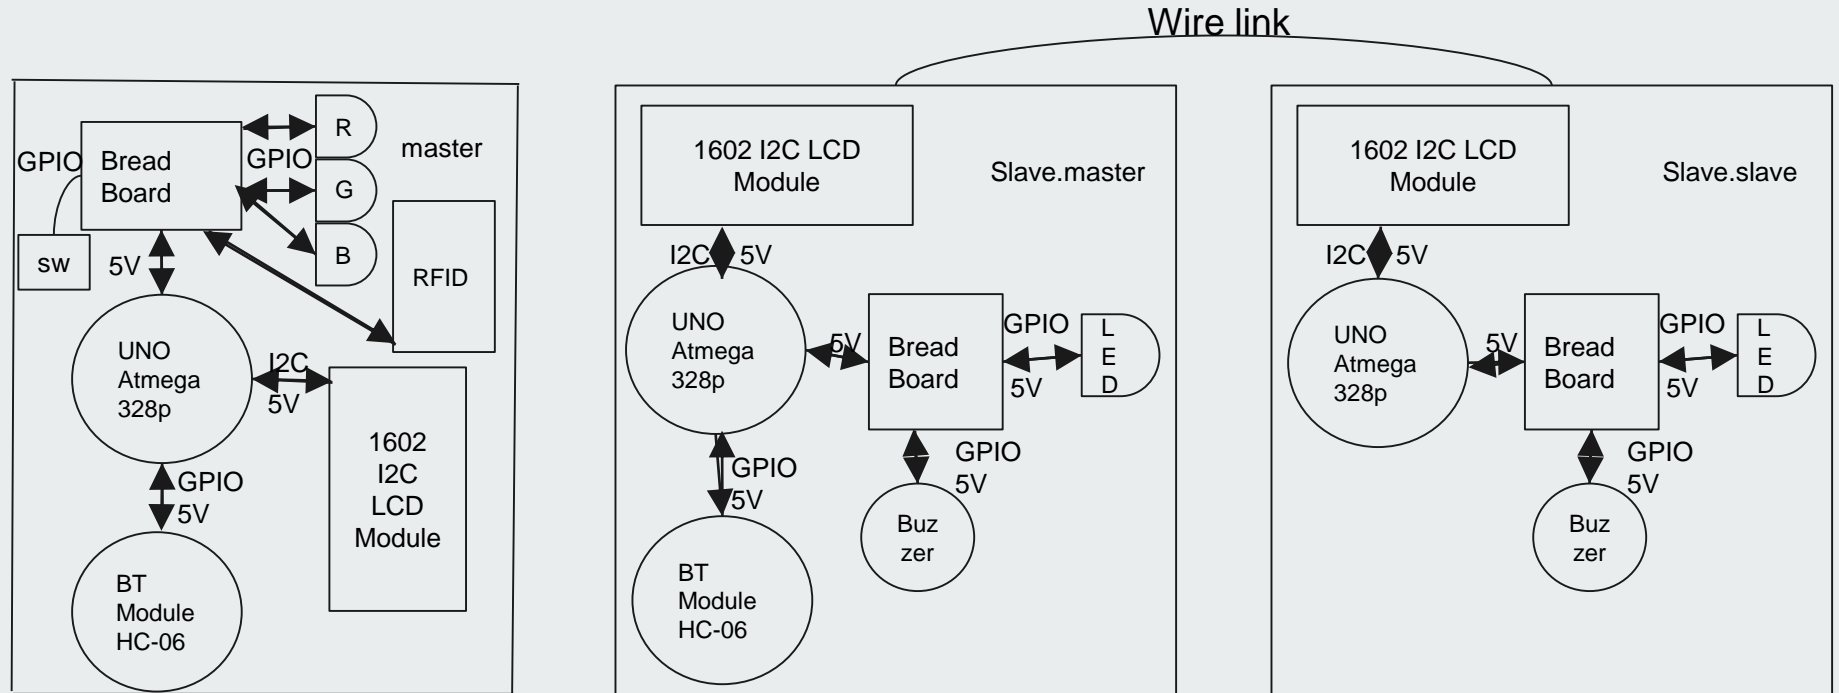 Wire link
GPIO
Bread
Board
GPIO
R
G
B
master
sw
5V
RFID
UNO
Atmega
328p
I2C
5V
1602
I2C
LCD
Module
GPIO
5V
BT
Module
HC-06
1602 I2C LCD
Module
Slave.master
I2C
5V
UNO
Atmega
328p
5V
Bread
Board
GPIO
5V
L
E
D
GPIO
5V
GPIO
5V
Buz
zer
BT
Module
HC-06
1602 I2C LCD
Module
Slave.slave
I2C
5V
UNO
Atmega
328p
5V
Bread
Board
GPIO
5V
L
E
D
GPIO
5V
Buz
zer